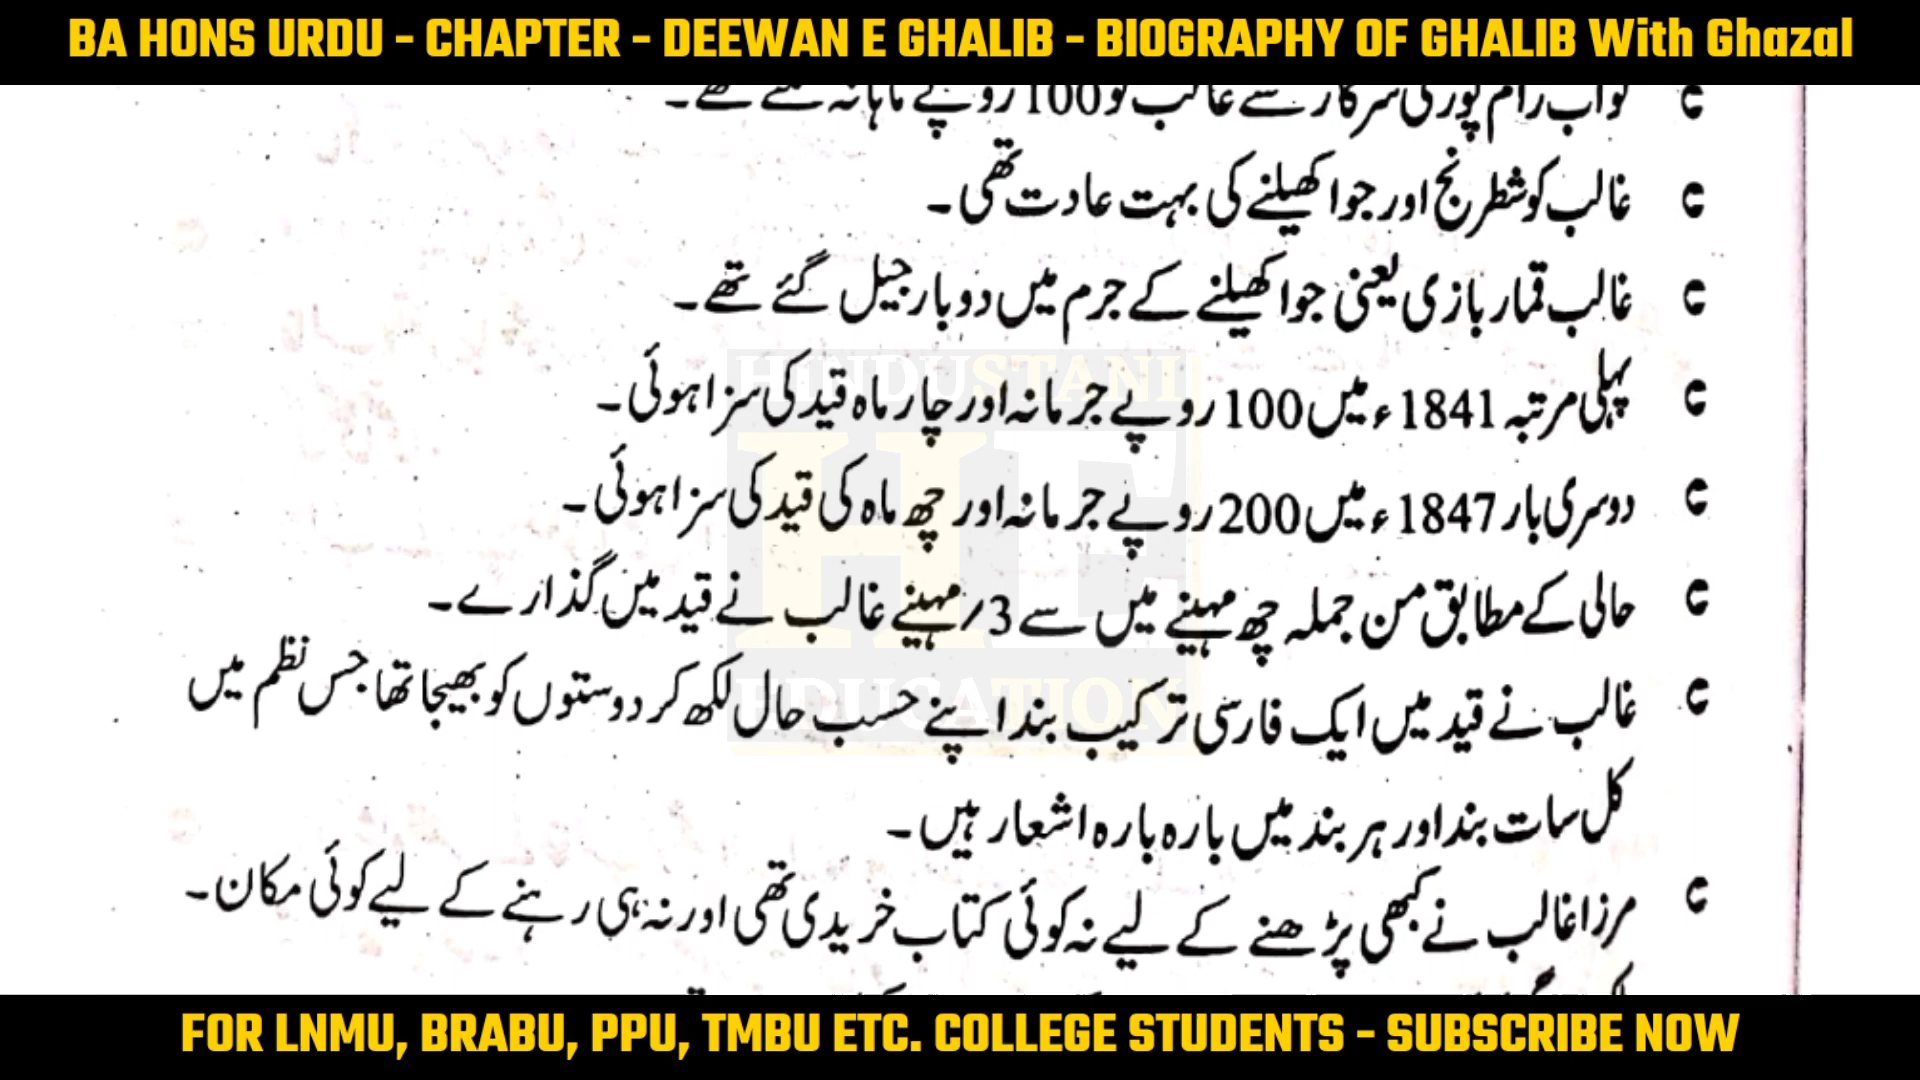 BA HONS URDU - CHAPTER - DEEWAN E GHALIB - BIOGRAPHY OF GHALIB With Ghazal
نواب رام پور کی سرکار سے غالب کو 100 روپے ماہانہ ملتے تھے۔
غالب کو شطرنج اور جوا کھیلنے کی بہت عادت تھی۔
غالب قمار بازی یعنی جوا کھیلنے کے جرم میں دو بار جیل گئے تھے۔
پہلی مرتبہ 1841ء میں 100 روپے جرمانہ اور چار ماہ قید کی سزا ہوئی۔
دوسری بار 1847ء میں 200 روپے جرمانہ اور چھ ماہ کی قید کی سزا ہوئی۔
حالی کے مطابق من جملہ چھ مہینے میں سے 3؍مہینے غالب نے قید میں گذارے۔
غالب نے قید میں ایک فارسی ترکیب بند اپنے حسب حال لکھ کر دوستوں کو بھیجا تھا جس نظم میں
کل سات بند اور ہر بند میں بارہ بارہ اشعار ہیں۔
مرزا غالب نے کبھی پڑھنے کے لیے نہ کوئی کتاب خریدی تھی اور نہ ہی رہنے کے لیے کوئی مکان۔
HINDUSTANI
HE
EDUCATION
FOR LNMU, BRABU, PPU, TMBU ETC. COLLEGE STUDENTS - SUBSCRIBE NOW